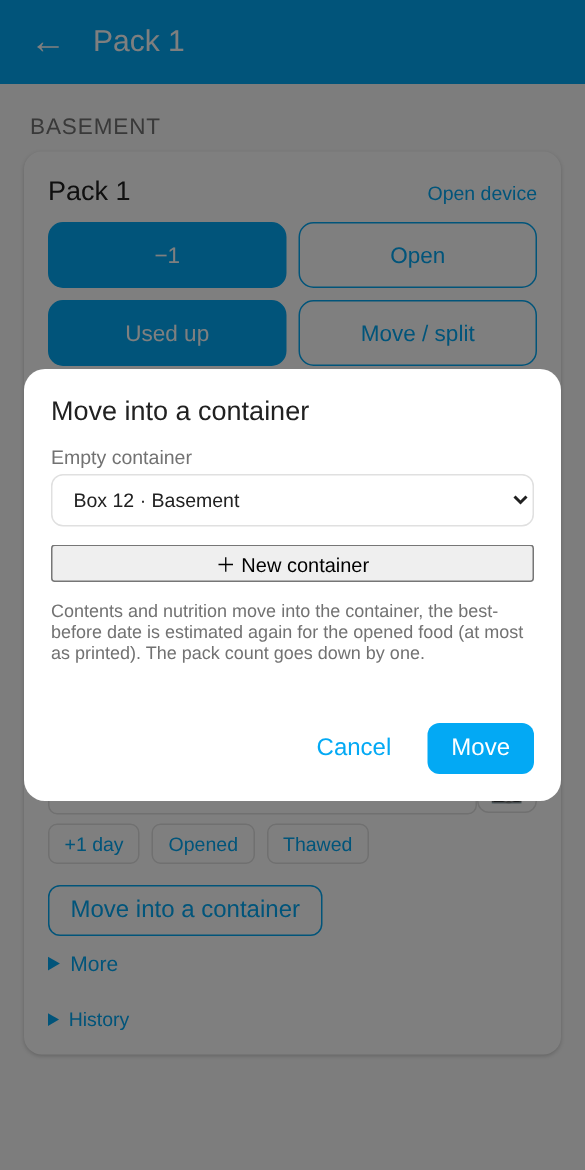 ← Pack 1
BASEMENT
Pack 1
Open device
−1
Open
Used up
Move / split
Move into a container
Empty container
Box 12 · Basement
+ New container
Contents and nutrition move into the container, the best-
before date is estimated again for the opened food (at most
as printed). The pack count goes down by one.
Cancel
Move
+1 day
Opened
Thawed
Move into a container
More
History